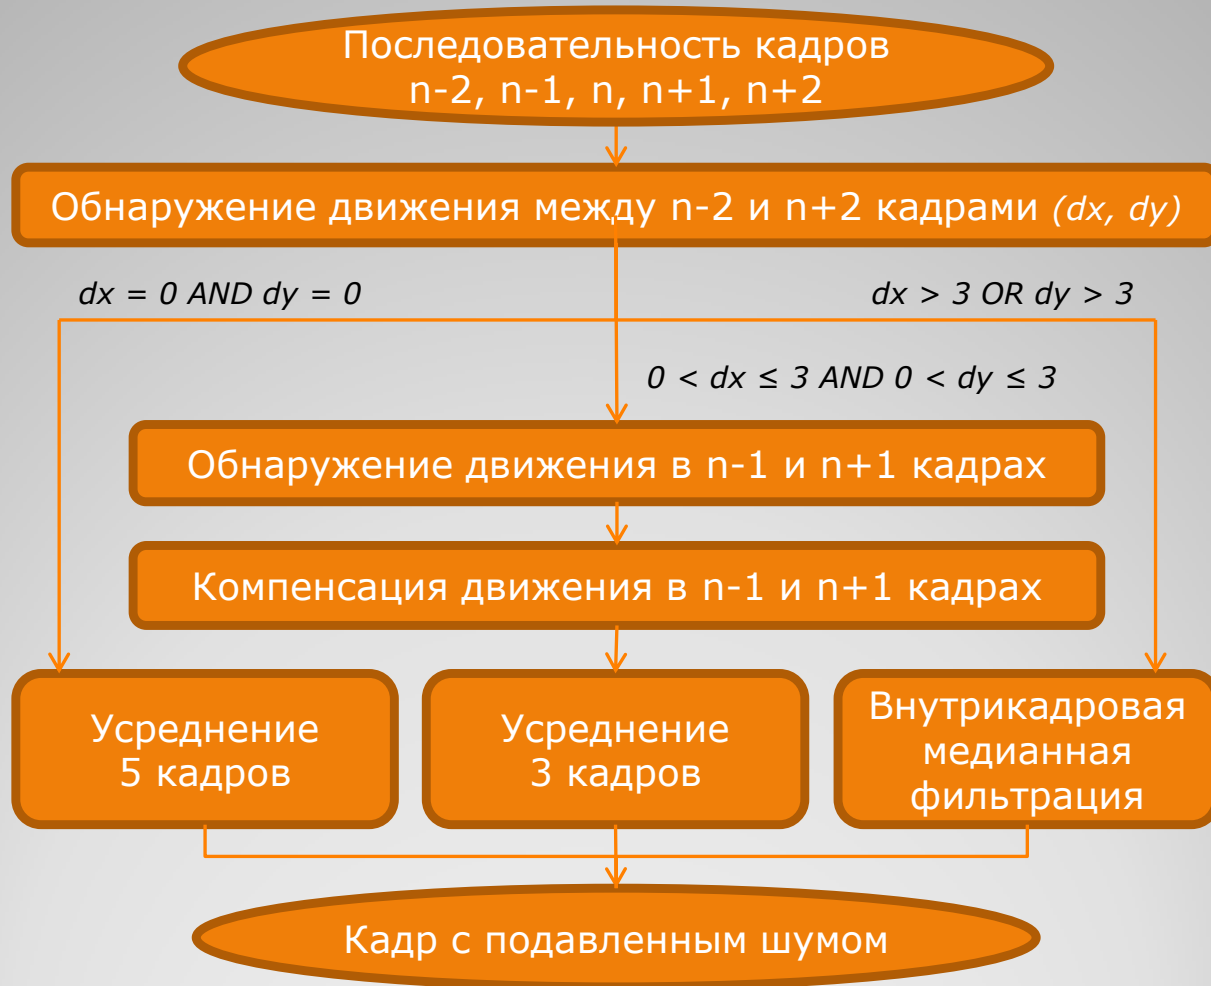 Последовательность кадров
n-2, n-1, n, n+1, n+2
Обнаружение движения между n-2 и n+2 кадрами (dx, dy)
dx = 0 AND dy = 0
dx > 3 OR dy > 3
0 < dx ≤ 3 AND 0 < dy ≤ 3
Обнаружение движения в n-1 и n+1 кадрах
Компенсация движения в n-1 и n+1 кадрах
Усреднение
5 кадров
Усреднение
3 кадров
Внутрикадровая
медианная
фильтрация
Кадр с подавленным шумом